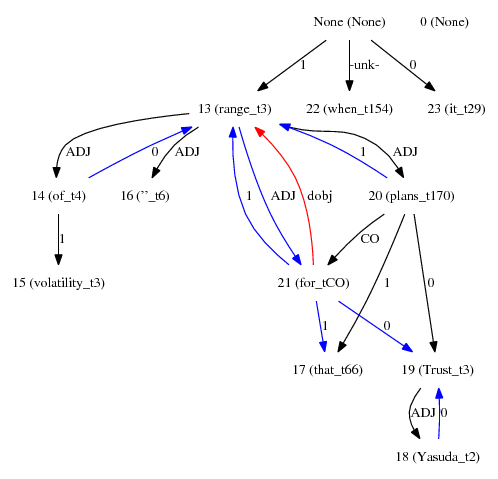 None (None) 0 (None)
1 -unk- 0
13 (range_t3) 22 (when_t154) 23 (it_t29)
ADJ 0 ADJ 1 ADJ
14 (of_t4) 16 (''_t6) 1 ADJ dobj 20 (plans_t170)
1 CO
15 (volatility_t3) 21 (for_tCO) 1 0
1 0
17 (that_t66) 19 (Trust_t3)
ADJ 0
18 (Yasuda_t2)